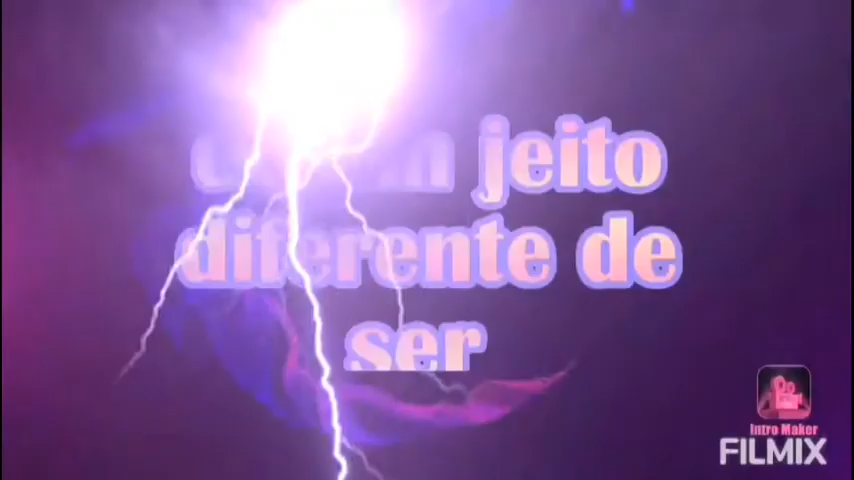 jeito
diferente de
ser
Intro Maker
FILMIX